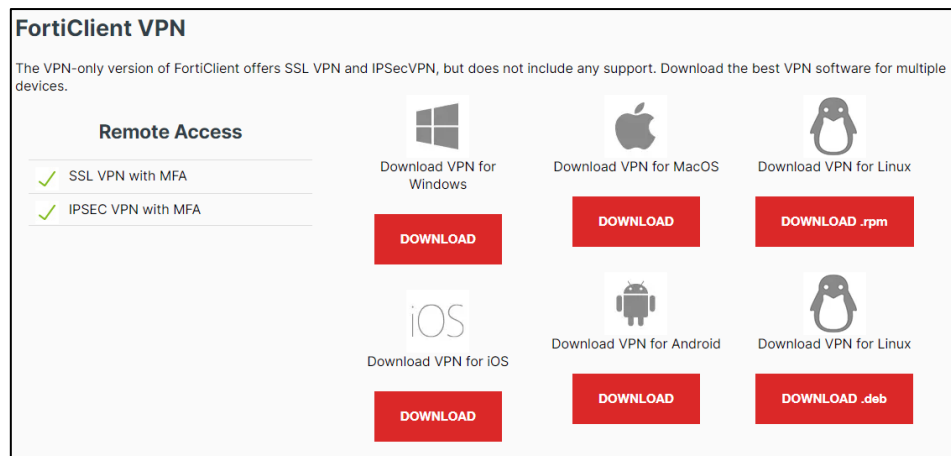 FortiClient VPN
The VPN-only version of FortiClient offers SSL VPN and IPSecVPN, but does not include any support. Download the best VPN software for multiple
devices.
Remote Access
SSL VPN with MFA
IPSEC VPN with MFA
Download VPN for
Windows
DOWNLOAD
Download VPN for MacOS
DOWNLOAD
Download VPN for Linux
DOWNLOAD .rpm
iOS
Download VPN for iOS
DOWNLOAD
Download VPN for Android
DOWNLOAD
Download VPN for Linux
DOWNLOAD .deb